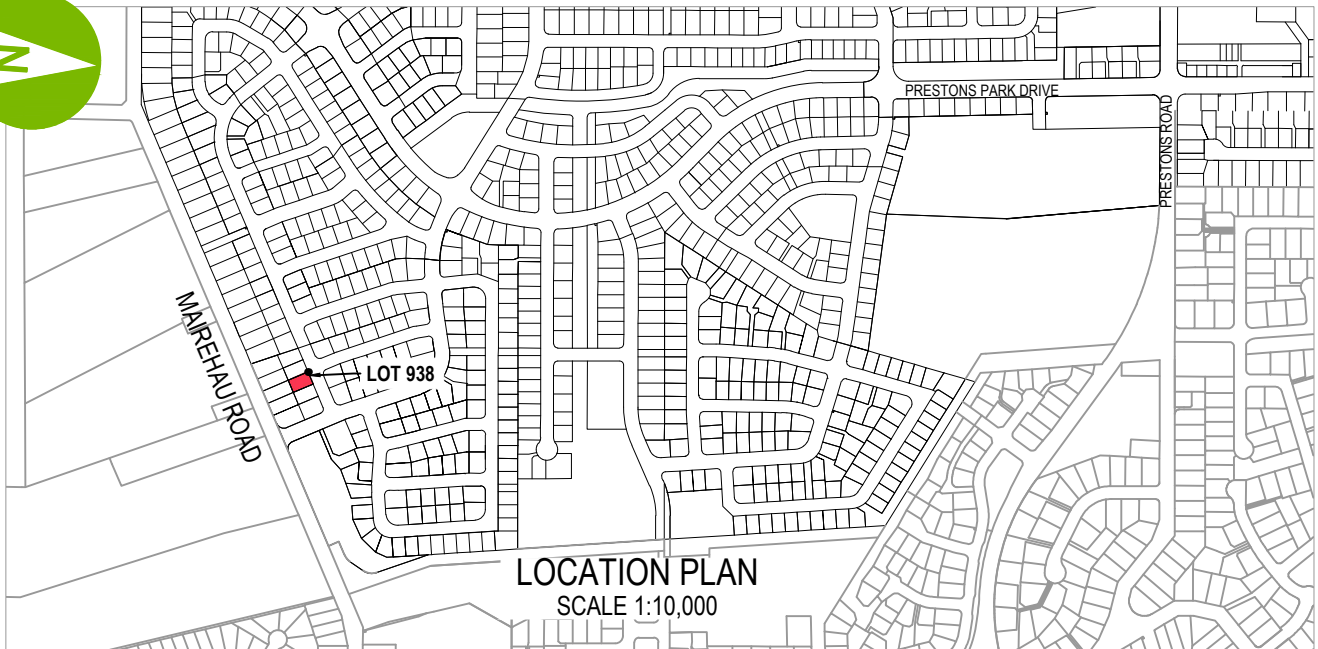 N
PRESTONS PARK DRIVE
PRESTONS ROAD
MAIREHAU ROAD
LOT 938
LOCATION PLAN
SCALE 1:10,000